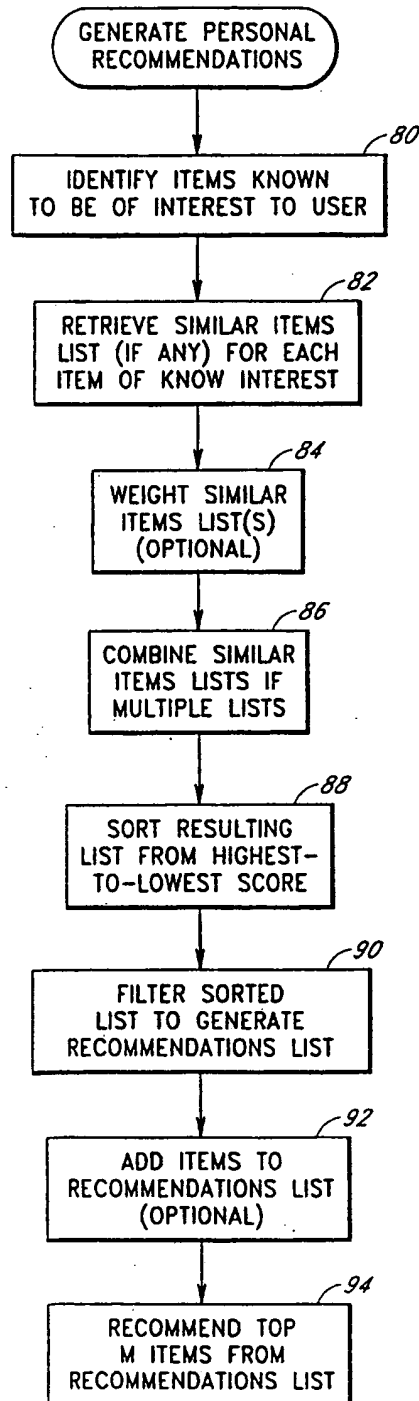 GENERATE PERSONAL
RECOMMENDATIONS
80
IDENTIFY ITEMS KNOWN
TO BE OF INTEREST TO USER
82
RETRIEVE SIMILAR ITEMS
LIST (IF ANY) FOR EACH
ITEM OF KNOW INTEREST
84
WEIGHT SIMILAR
ITEMS LIST(S)
(OPTIONAL)
86
COMBINE SIMILAR
ITEMS LISTS IF
MULTIPLE LISTS
88
SORT RESULTING
LIST FROM HIGHEST-
TO-LOWEST SCORE
90
FILTER SORTED
LIST TO GENERATE
RECOMMENDATIONS LIST
92
ADD ITEMS TO
RECOMMENDATIONS LIST
(OPTIONAL)
94
RECOMMEND TOP
M ITEMS FROM
RECOMMENDATIONS LIST